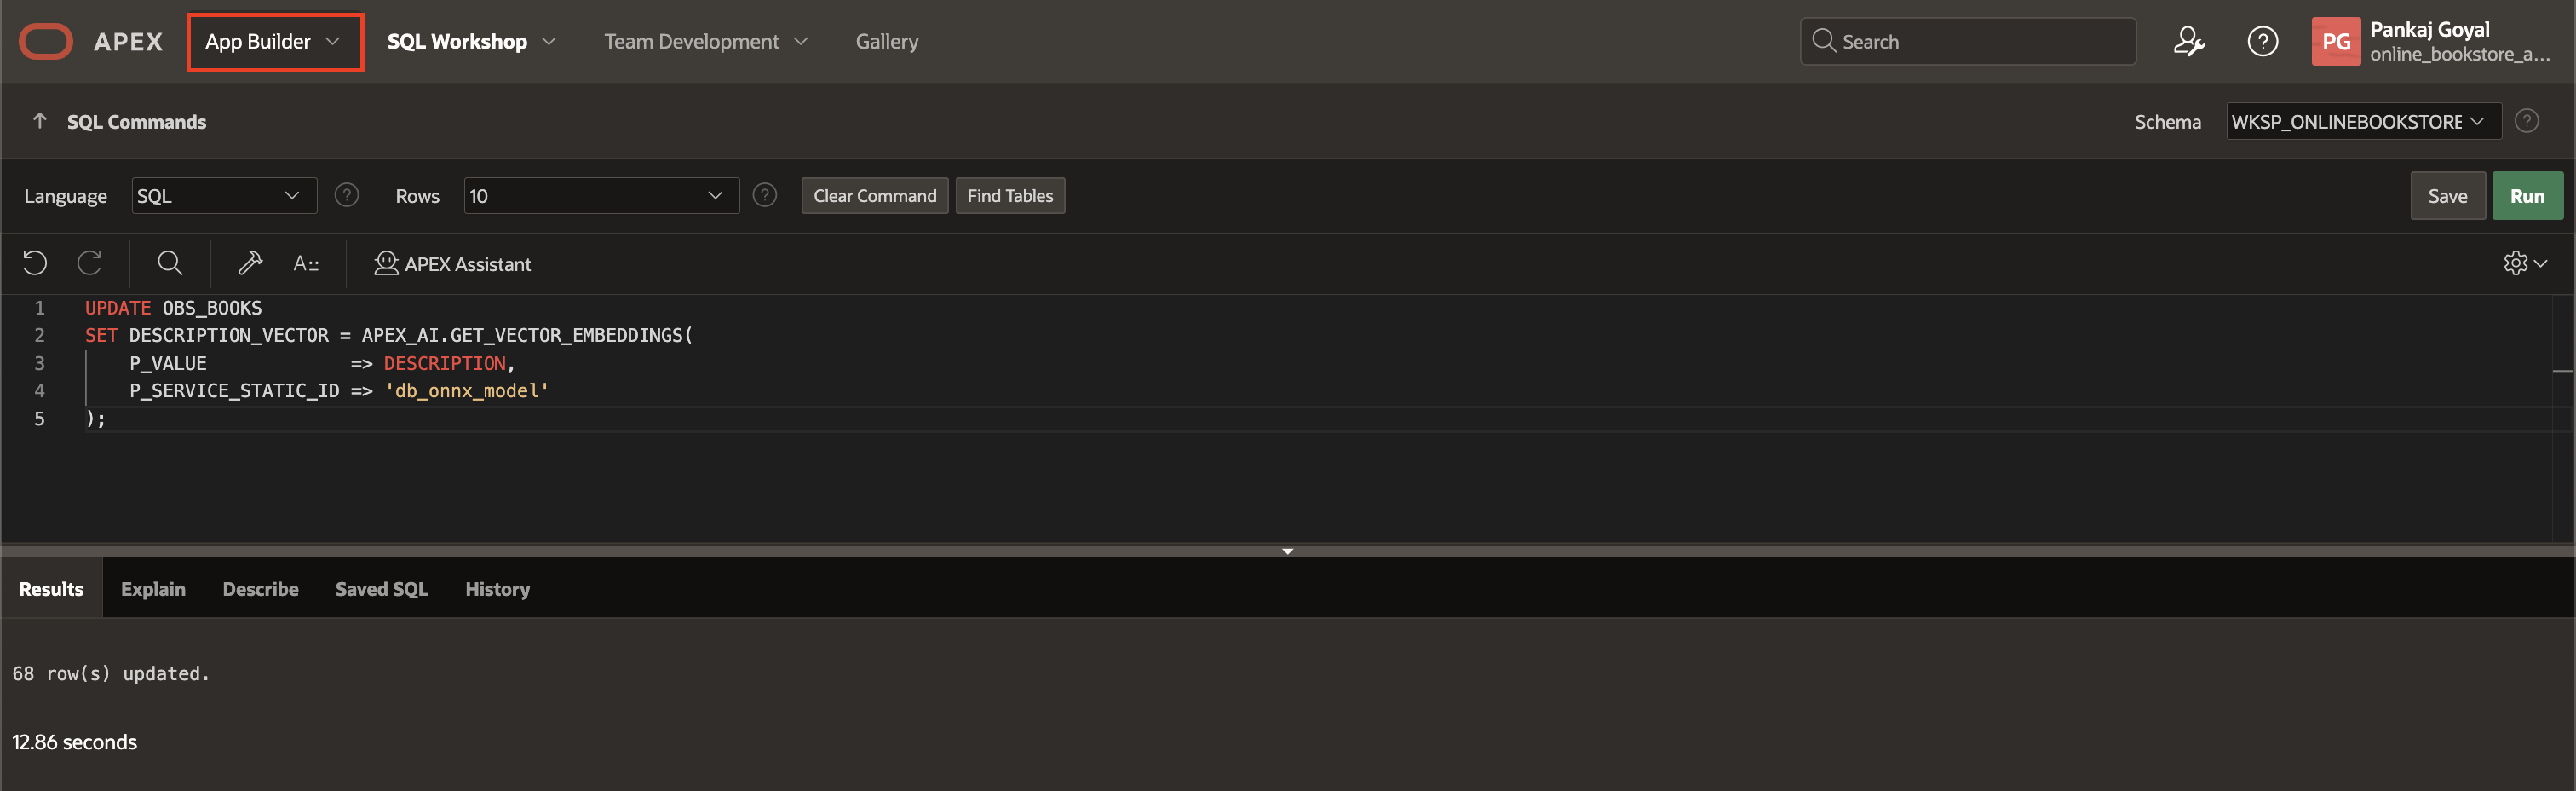 APEX App Builder SQL Workshop Team Development Gallery Search Pankaj Goyal
PG online_bookstore_a...
SQL Commands Schema WKSP_ONLINEBOOKSTORE
Language SQL Rows 10 Clear Command Find Tables Save Run
A:: APEX Assistant
1 UPDATE OBS_BOOKS
2 SET DESCRIPTION_VECTOR = APEX_AI.GET_VECTOR_EMBEDDINGS(
3 P_VALUE => DESCRIPTION,
4 P_SERVICE_STATIC_ID => 'db_onnx_model'
5 );
Results Explain Describe Saved SQL History
68 row(s) updated.
12.86 seconds